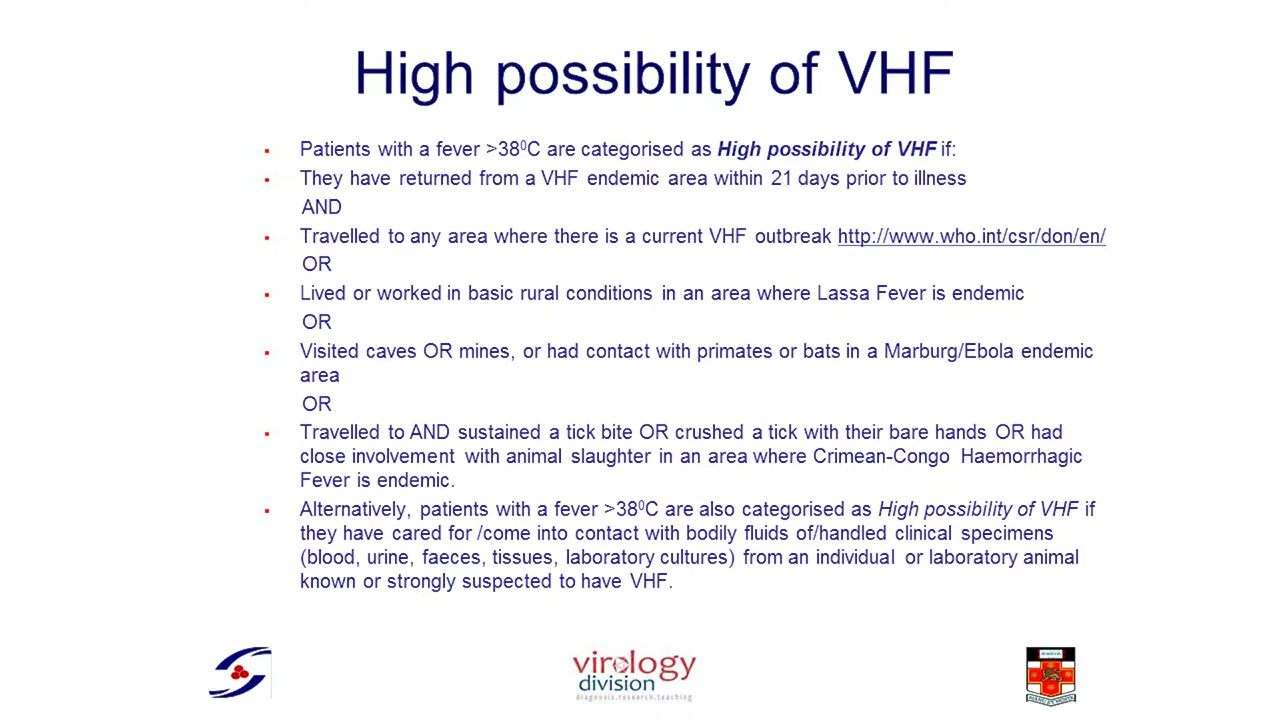 High possibility of VHF
Patients with a fever >38⁰C are categorised as High possibility of VHF if:
They have returned from a VHF endemic area within 21 days prior to illness
AND
Travelled to any area where there is a current VHF outbreak http://www.who.int/csr/don/en/
OR
Lived or worked in basic rural conditions in an area where Lassa Fever is endemic
OR
Visited caves OR mines, or had contact with primates or bats in a Marburg/Ebola endemic
area
OR
Travelled to AND sustained a tick bite OR crushed a tick with their bare hands OR had
close involvement with animal slaughter in an area where Crimean-Congo Haemorrhagic
Fever is endemic.
Alternatively, patients with a fever >38⁰C are also categorised as High possibility of VHF if
they have cared for /come into contact with bodily fluids of/handled clinical specimens
(blood, urine, faeces, tissues, laboratory cultures) from an individual or laboratory animal
known or strongly suspected to have VHF.
virology
division
diagnosis.research.teaching